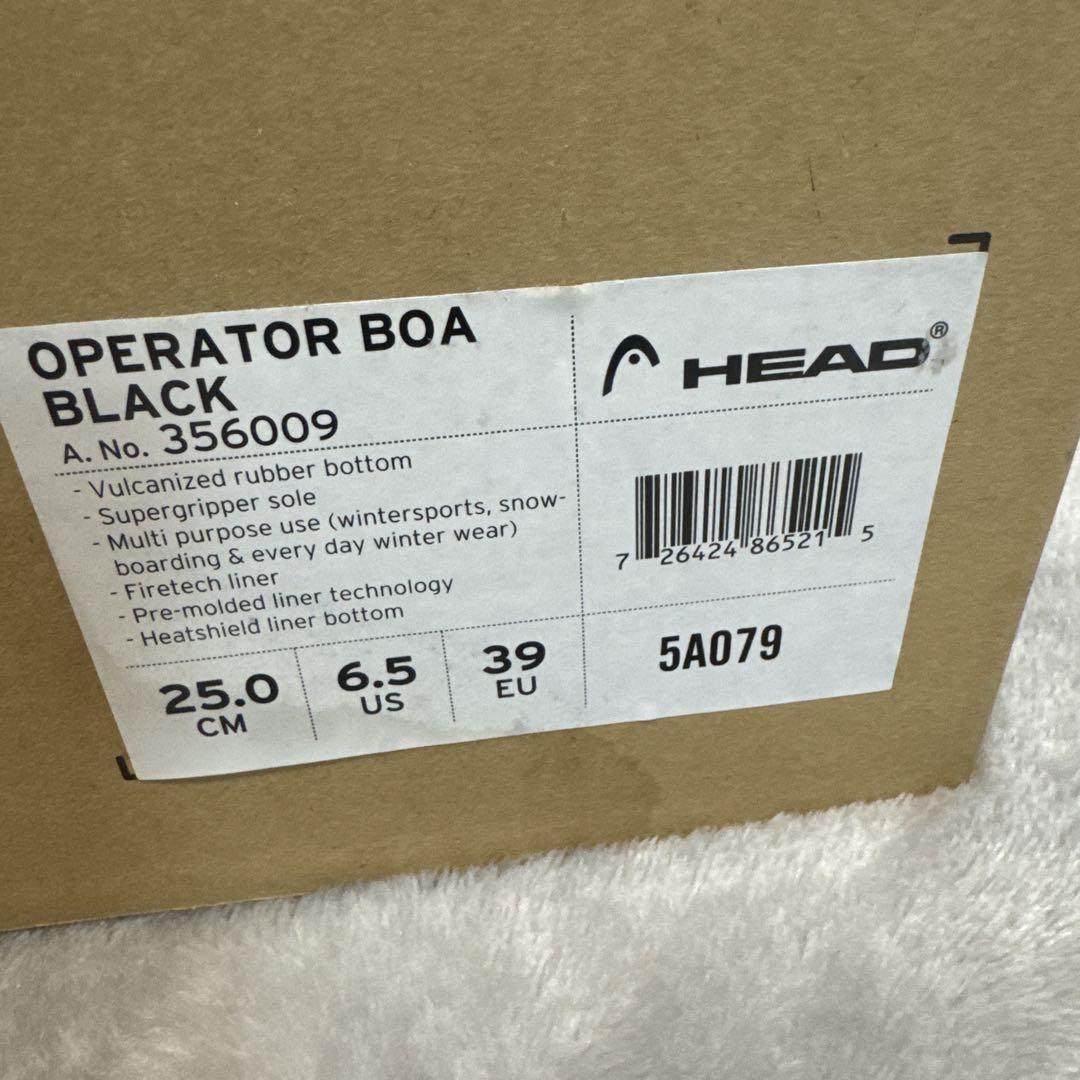 OPERATOR BOA
BLACK
A. No. 356009
- Vulcanized rubber bottom
- Supergripper sole
- Multi purpose use (wintersports, snow-
boarding & every day winter wear)
- Firetech liner
- Pre-molded liner technology
- Heatshield liner bottom
25.0
CM
6.5
US
39
EU
HEAD®
7 26424 86521 5
5A079